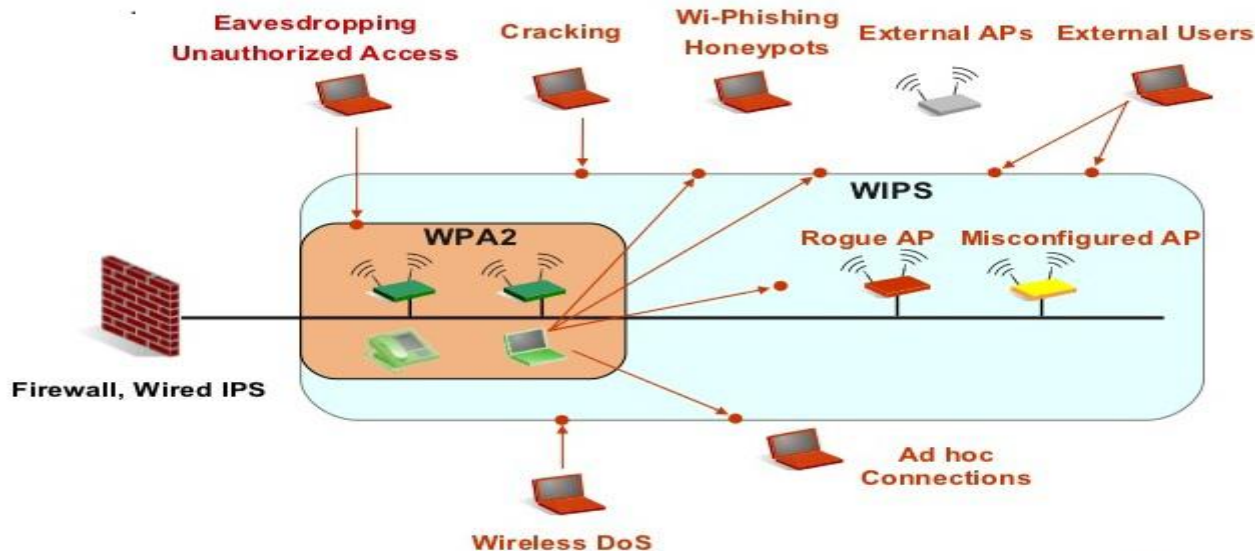 Eavesdropping
Unauthorized Access
Cracking
Wi-Phishing
Honeypots
External APs
External Users
WIPS
WPA2
Rogue AP
Misconfigured AP
Firewall, Wired IPS
Ad hoc
Connections
Wireless DoS